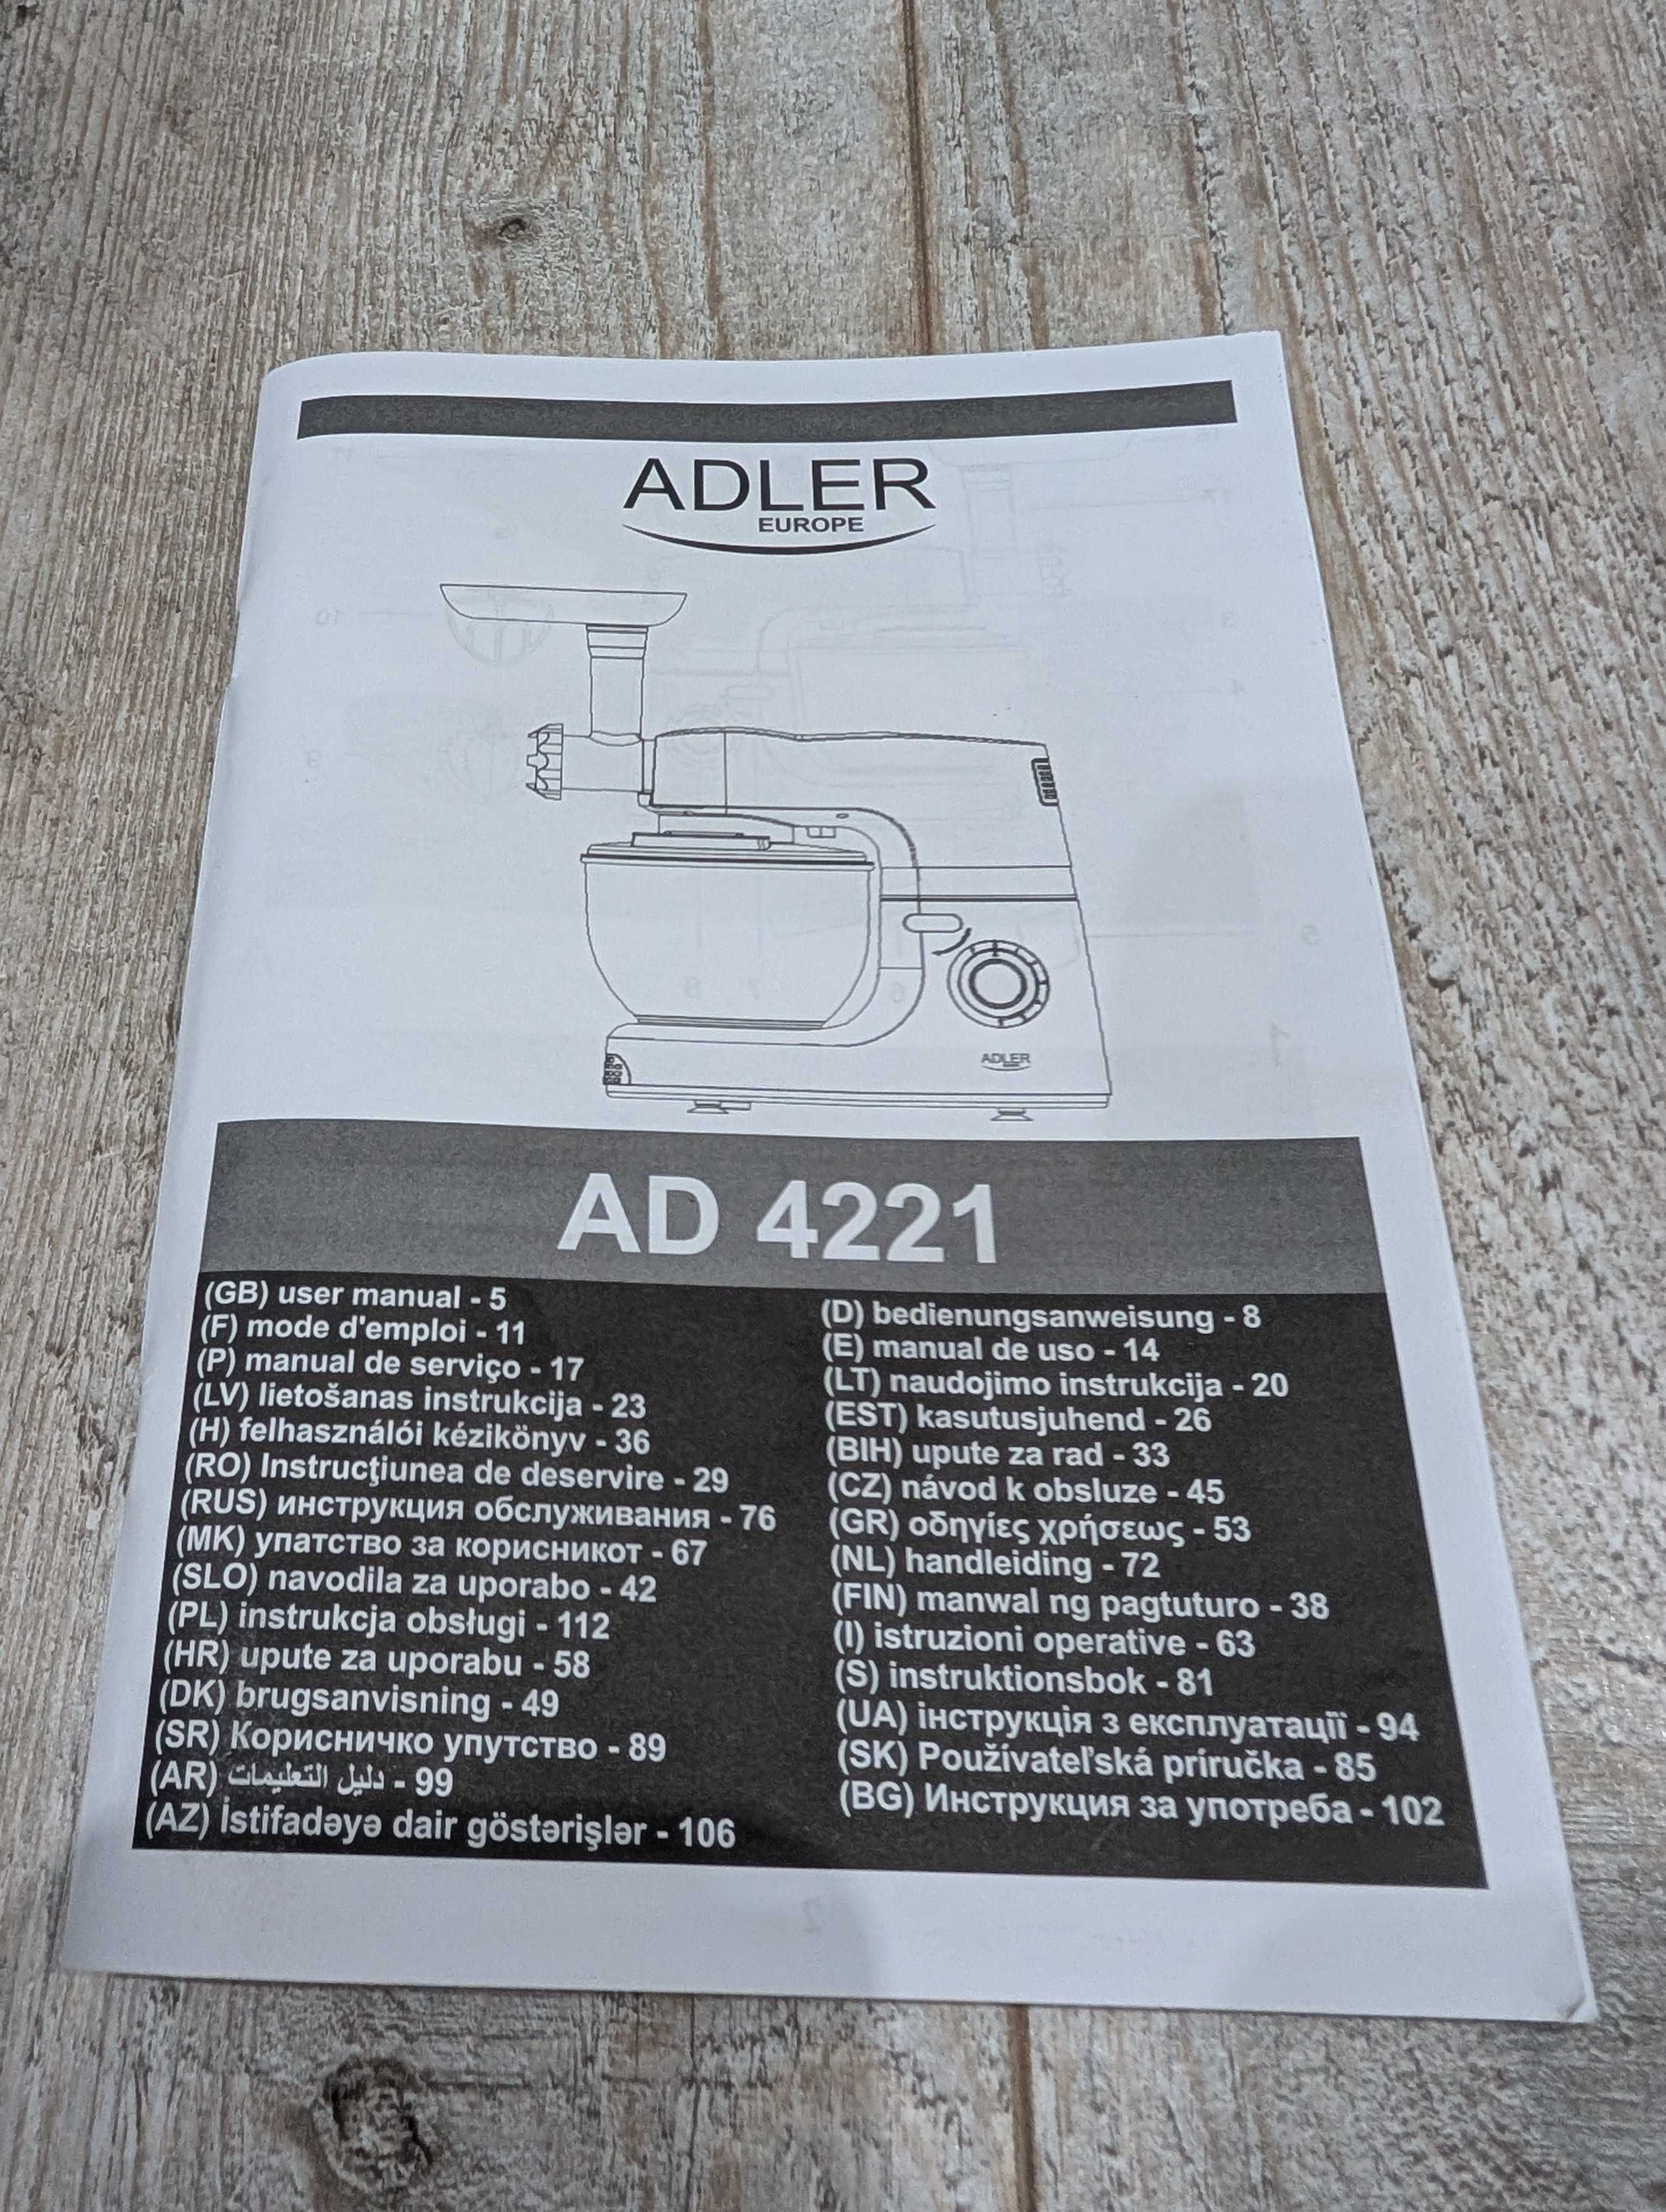 ADLER
EUROPE
ADLER
AD 4221
(GB) user manual - 5
(F) mode d'emploi - 11
(P) manual de serviço - 17
(LV) lietošanas instrukcija - 23
(H) felhasználói kézikönyv - 36
(RO) Instrucţiunea de deservire - 29
(RUS) инструкция обслуживания - 76
(MK) упатство за корисникот - 67
(SLO) navodila za uporabo - 42
(PL) instrukcja obsługi - 112
(HR) upute za uporabu - 58
(DK) brugsanvisning - 49
(SR) Корисничко упутство - 89
(AR) دليل التعليمات - 99
(AZ) İstifadəyə dair göstərişlər - 106
(D) bedienungsanweisung - 8
(E) manual de uso - 14
(LT) naudojimo instrukcija - 20
(EST) kasutusjuhend - 26
(BIH) upute za rad - 33
(CZ) návod k obsluze - 45
(GR) οδηγίες χρήσεως - 53
(NL) handleiding - 72
(FIN) manwal ng pagtuturo - 38
(I) istruzioni operative - 63
(S) instruktionsbok - 81
(UA) інструкція з експлуатації - 94
(SK) Používateľská príručka - 85
(BG) Инструкция за употреба - 102